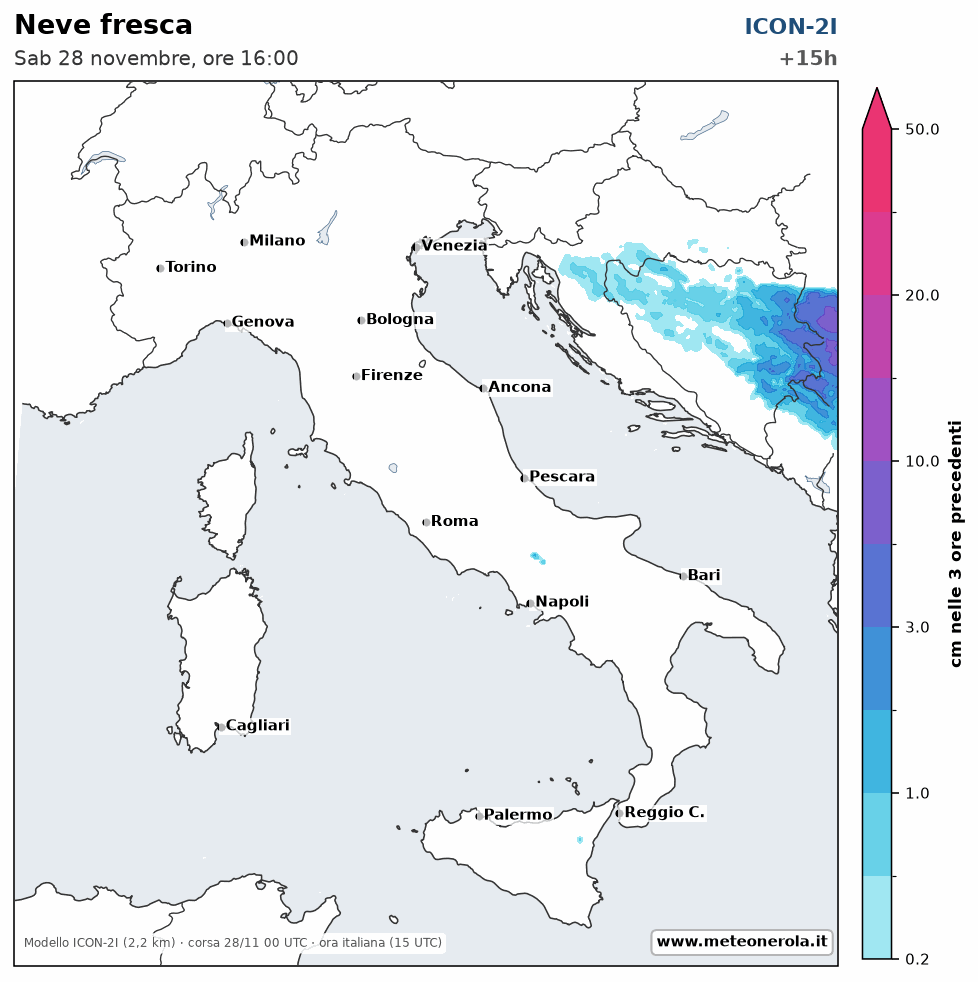 Neve fresca
ICON-2I
Sab 28 novembre, ore 16:00
+15h
50.0
20.0
10.0
3.0
1.0
0.2
cm nelle 3 ore precedenti
Milano
Venezia
Torino
Genova
Bologna
Firenze
Ancona
Pescara
Roma
Bari
Napoli
Cagliari
Palermo
Reggio C.
Modello ICON-2I (2,2 km) · corsa 28/11 00 UTC · ora italiana (15 UTC)
www.meteonerola.it